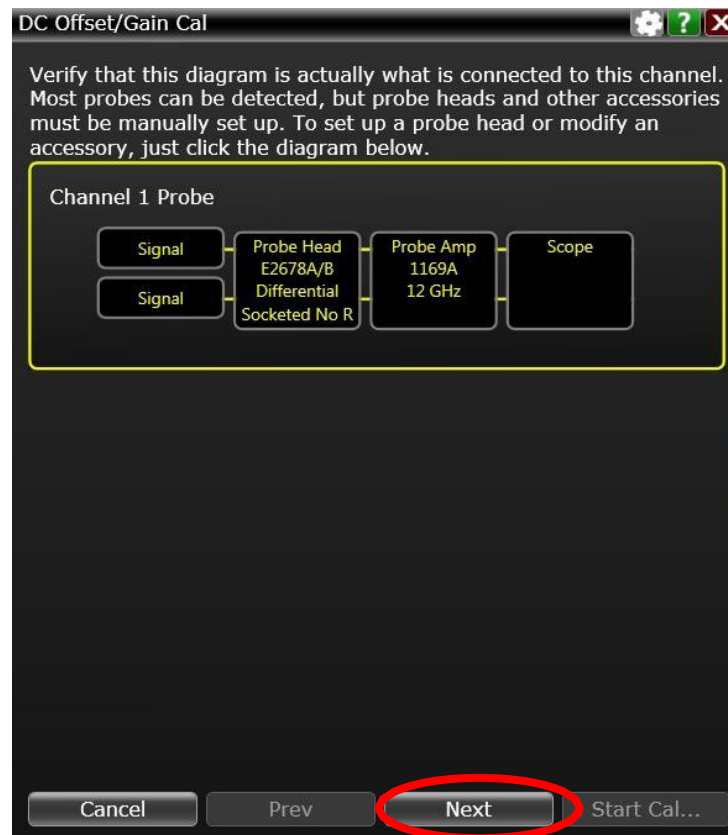 DC Offset/Gain Cal
?
X
Verify that this diagram is actually what is connected to this channel.
Most probes can be detected, but probe heads and other accessories
must be manually set up. To set up a probe head or modify an
accessory, just click the diagram below.
Channel 1 Probe
Signal
Signal
Probe Head
E2678A/B
Differential
Socketed No R
Probe Amp
1169A
12 GHz
Scope
Cancel
Prev
Next
Start Cal...